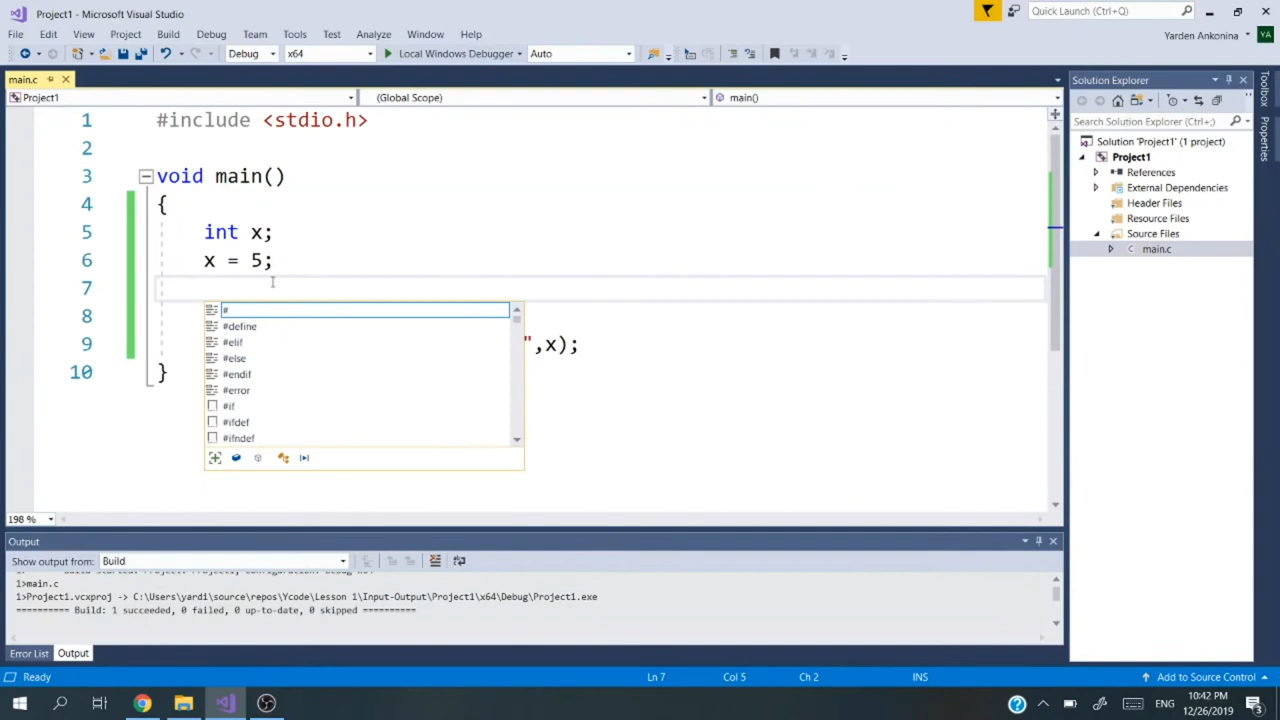 Project1 - Microsoft Visual Studio
Quick Launch (Ctrl+Q)
File Edit View Project Build Debug Team Tools Test Analyze Window Help
Yarden Ankonina YA
Debug x64 Local Windows Debugger Auto
main.c
Project1 (Global Scope) main()
1 #include <stdio.h>
2
3 void main()
4 {
5 int x;
6 x = 5;
7
8
9 ",x);
10 }
#
#define
#elif
#else
#endif
#error
#if
#ifdef
#ifndef
198 %
Solution Explorer
Search Solution Explorer (Ctrl+;)
Solution 'Project1' (1 project)
Project1
References
External Dependencies
Header Files
Resource Files
Source Files
main.c
Toolbox
Properties
Output
Show output from: Build
1>main.c
1>Project1.vcxproj -> C:\Users\yardi\source\repos\Ycode\Lesson 1\Input-Output\Project1\x64\Debug\Project1.exe
========== Build: 1 succeeded, 0 failed, 0 up-to-date, 0 skipped ==========
Error List Output
Ready Ln 7 Col 5 Ch 2 INS Add to Source Control
ENG
10:42 PM
12/26/2019
3